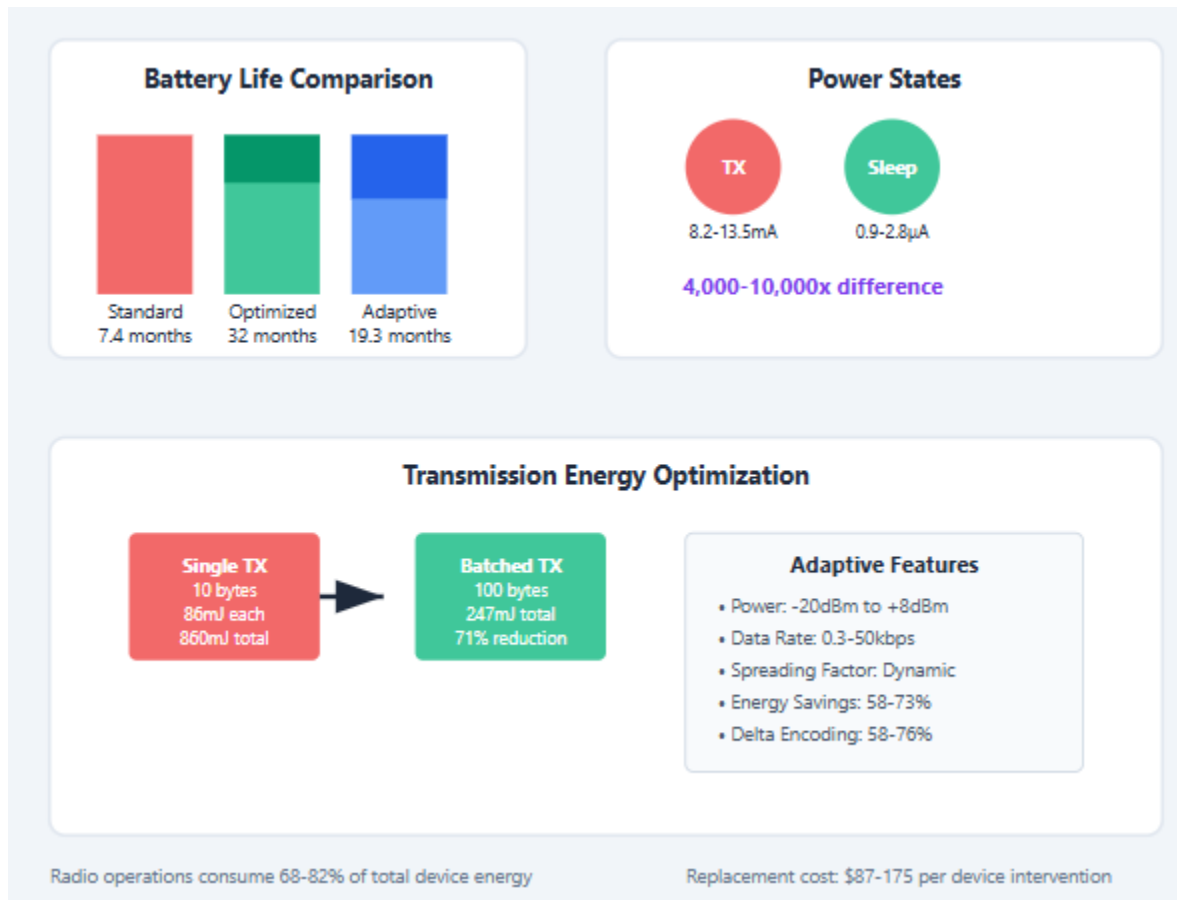 Battery Life Comparison
Standard
7.4 months
Optimized
32 months
Adaptive
19.3 months
Power States
TX
8.2-13.5mA
Sleep
0.9-2.8μA
4,000-10,000x difference
Transmission Energy Optimization
Single TX
10 bytes
86mJ each
860mJ total
Batched TX
100 bytes
247mJ total
71% reduction
Adaptive Features
• Power: -20dBm to +8dBm
• Data Rate: 0.3-50kbps
• Spreading Factor: Dynamic
• Energy Savings: 58-73%
• Delta Encoding: 58-76%
Radio operations consume 68-82% of total device energy
Replacement cost: $87-175 per device intervention